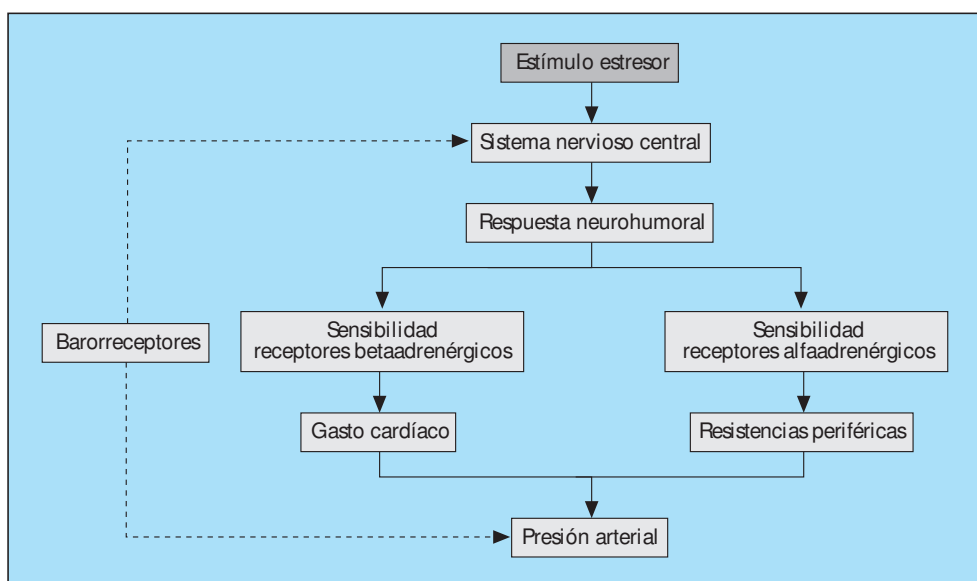 Estímulo estresor
Sistema nervioso central
Respuesta neurohumoral
Sensibilidad
receptores betaadrenérgicos
Sensibilidad
receptores alfaadrenérgicos
Barorreceptores
Gasto cardíaco
Resistencias periféricas
Presión arterial